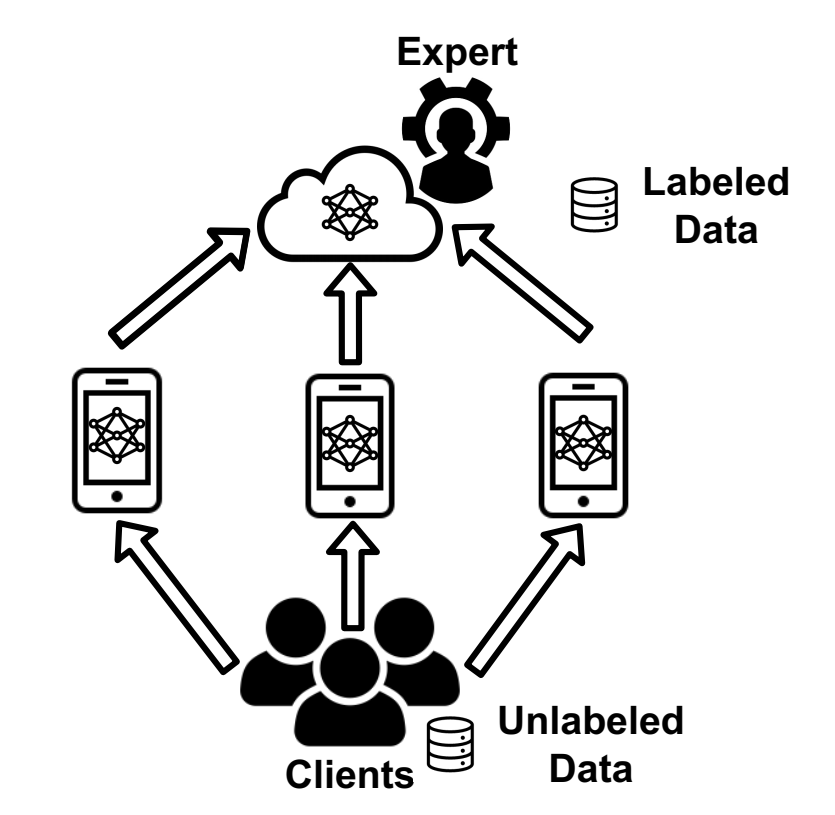 Expert
Labeled
Data
Unlabeled
Data
Clients